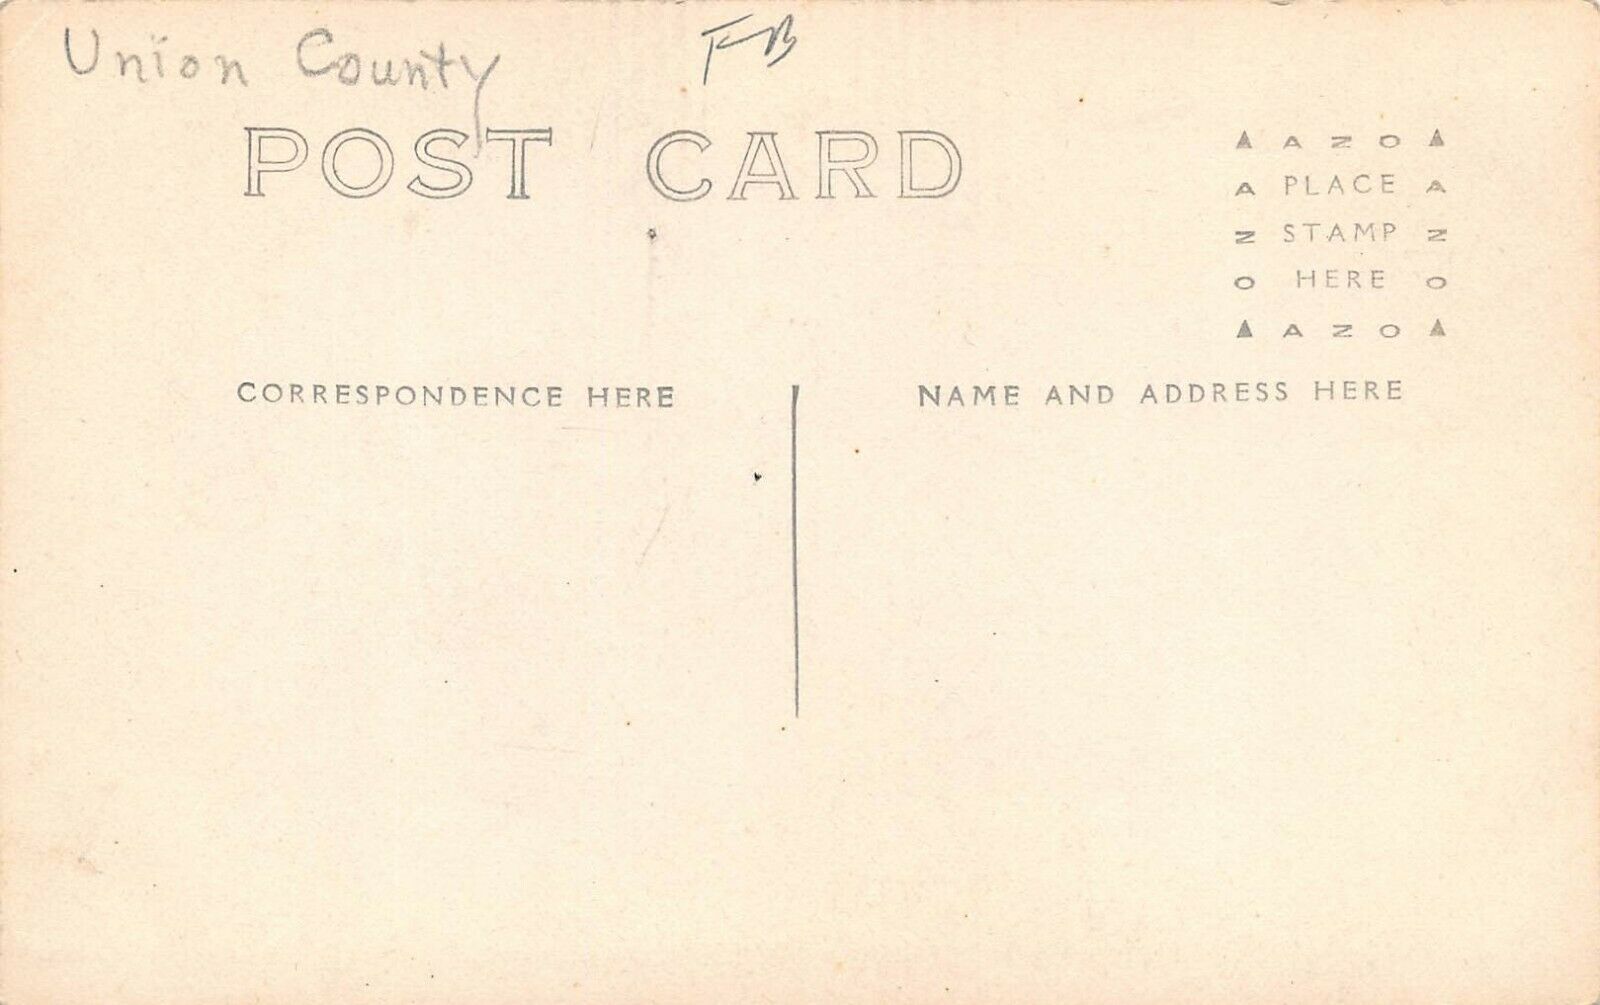 Union County
FB
POST CARD
AZO
A PLACE A
Z STAMP Z
O HERE O
AZO
CORRESPONDENCE HERE
NAME AND ADDRESS HERE